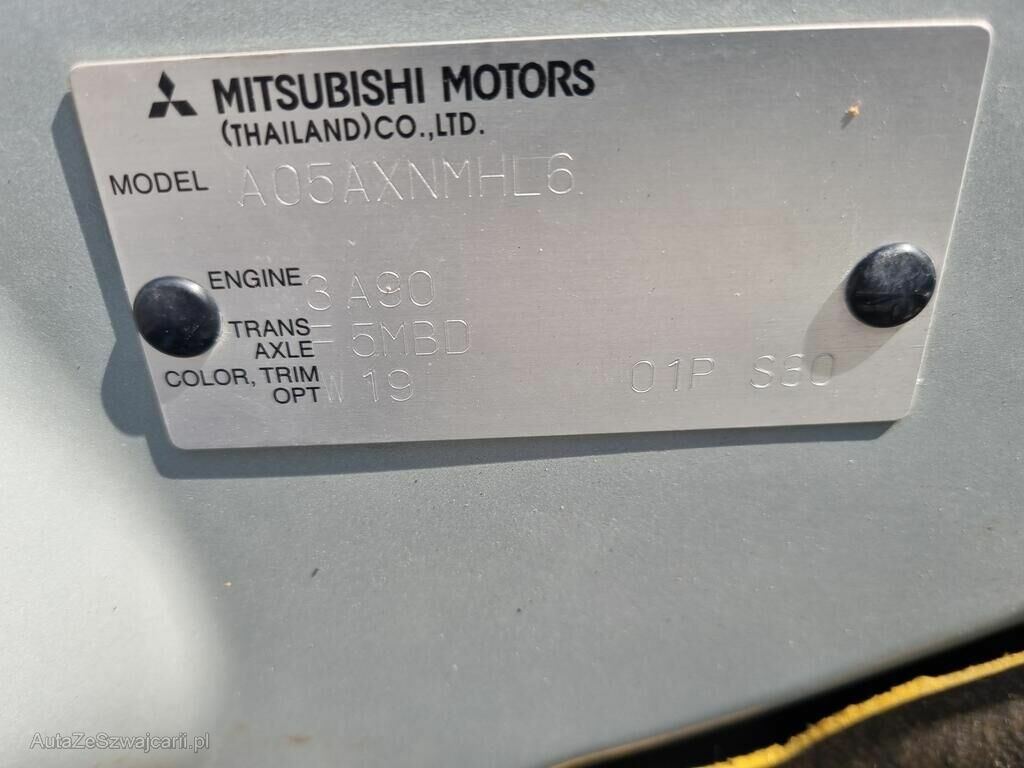 MITSUBISHI MOTORS
(THAILAND)CO.,LTD.
MODEL A05AXNMHL6
ENGINE 3A90
TRANS AXLE F5MBD
COLOR, TRIM OPT W19 01P S30
AutaZeSzwajcarii.pl